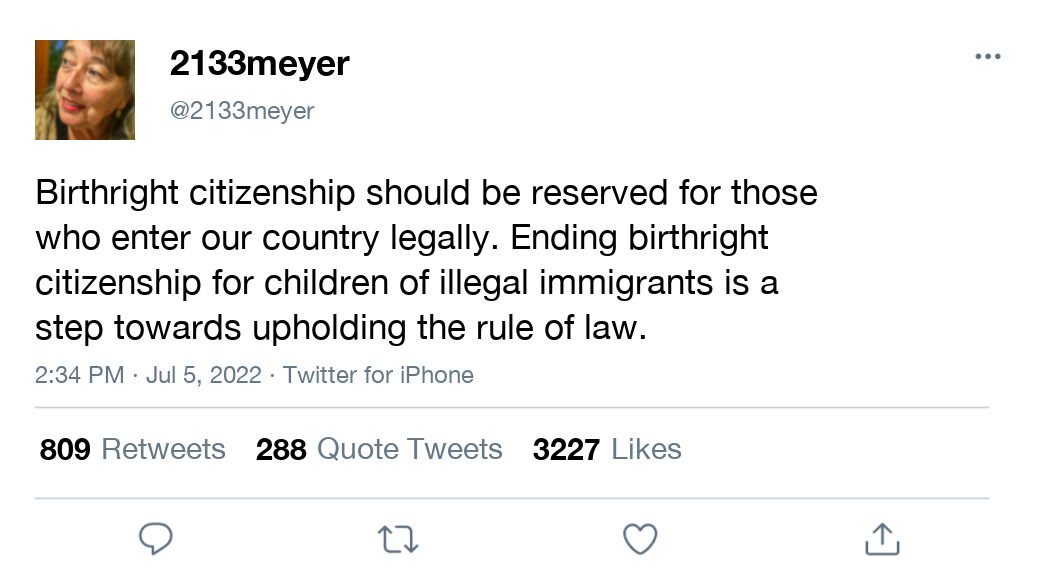 2133meyer
@2133meyer
Birthright citizenship should be reserved for those
who enter our country legally. Ending birthright
citizenship for children of illegal immigrants is a
step towards upholding the rule of law.
2:34 PM · Jul 5, 2022 · Twitter for iPhone
809 Retweets 288 Quote Tweets 3227 Likes